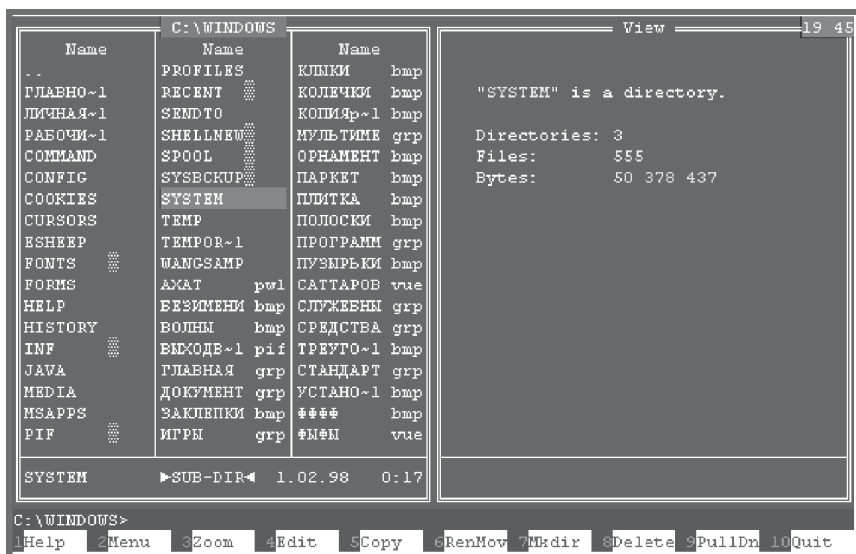 C:\WINDOWS View 19 45
Name Name Name
.. PROFILES КЛЫКИ bmp
ГЛАВНО~1 RECENT КОЛЕЧКИ bmp "SYSTEM" is a directory.
ЛИЧНАЯ~1 SENDTO КОПИЯр~1 bmp
РАБОЧИ~1 SHELLNEW МУЛЬТИМЕ grp Directories: 3
COMMAND SPOOL ОРНАМЕНТ bmp Files: 555
CONFIG SYSBCKUP ПАРКЕТ bmp Bytes: 50 378 437
COOKIES SYSTEM ПЛИТКА bmp
CURSORS TEMP ПОЛОСКИ bmp
ESHEEP TEMPOR~1 ПРОГРАММ grp
FONTS WANGSAMP ПУЗЫРЬКИ bmp
FORMS АХАТ pwl САТТАРОВ vue
HELP БЕЗИМЕНИ bmp СЛУЖЕБНЫ grp
HISTORY ВОЛНЫ bmp СРЕДСТВА grp
INF ВЫХОДВ~1 pif ТРЕУГО~1 bmp
JAVA ГЛАВНАЯ grp СТАНДАРТ grp
MEDIA ДОКУМЕНТ grp УСТАНО~1 bmp
MSAPPS ЗАКЛЕПКИ bmp ФФФФ bmp
PIF ИГРЫ grp ФЫФЫ vue
SYSTEM ►SUB-DIR◄ 1.02.98 0:17
C:\WINDOWS>
1Help 2Menu 3Zoom 4Edit 5Copy 6RenMov 7Mkdir 8Delete 9PullDn 10Quit